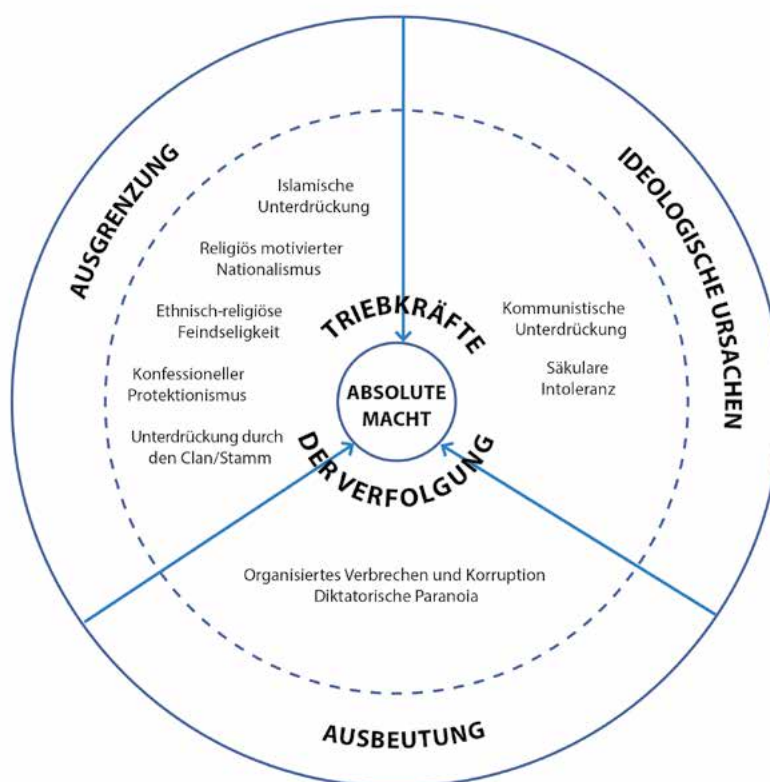 AUSGRENZUNG
IDEOLOGISCHE URSACHEN
Islamische
Unterdrückung
Religiös motivierter
Nationalismus
Ethnisch-religiöse
Feindseligkeit
Konfessioneller
Protektionismus
Unterdrückung durch
den Clan/Stamm
TRIEBKRÄFTE
ABSOLUTE
MACHT
DER VERFOLGUNG
Kommunistische
Unterdrückung
Säkulare
Intoleranz
Organisiertes Verbrechen und Korruption
Diktatorische Paranoia
AUSBEUTUNG